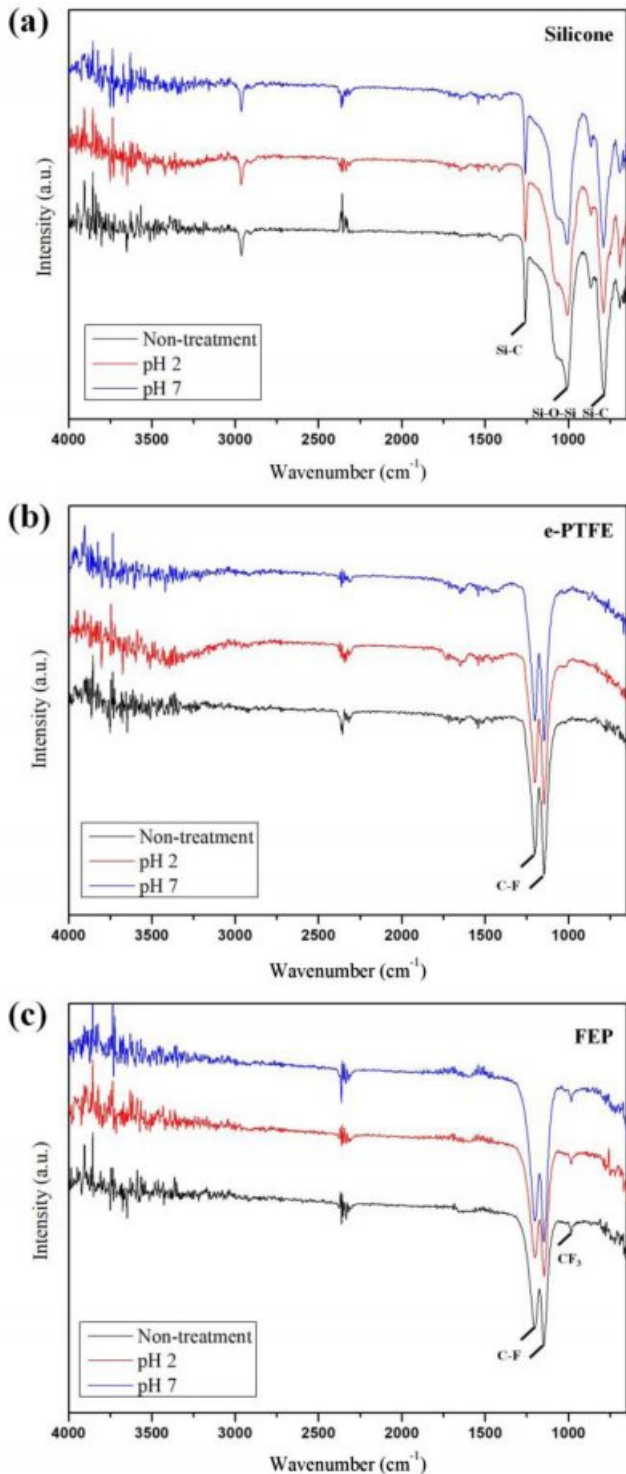 (a)
Silicone
Intensity (a.u.)
Non-treatment
pH 2
pH 7
Si-C
Si-O-Si Si-C
4000 3500 3000 2500 2000 1500 1000
Wavenumber (cm⁻¹)
(b)
e-PTFE
Intensity (a.u.)
Non-treatment
pH 2
pH 7
C-F
4000 3500 3000 2500 2000 1500 1000
Wavenumber (cm⁻¹)
(c)
FEP
Intensity (a.u.)
CF₃
Non-treatment
pH 2
pH 7
C-F
4000 3500 3000 2500 2000 1500 1000
Wavenumber (cm⁻¹)